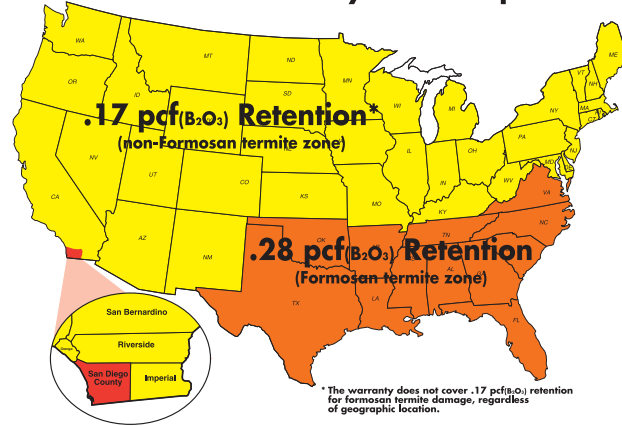 WA
MT
ND
ME
OR
ID
MN
VT
NH
SD
WI
MI
NY
MA
CT
.17 pcf(B₂O₃) Retention*
(non-Formosan termite zone)
PA
NJ
NV
UT
CO
IL
IN
OH
MD
WV
VA
CA
KS
MO
KY
AZ
NM
OK
TN
NC
.28 pcf(B₂O₃) Retention
(Formosan termite zone)
AL
TX
LA
FL
San Bernardino
Orange
Riverside
San Diego
County
Imperial
* The warranty does not cover .17 pcf(B₂O₃) retention
for formosan termite damage, regardless
of geographic location.